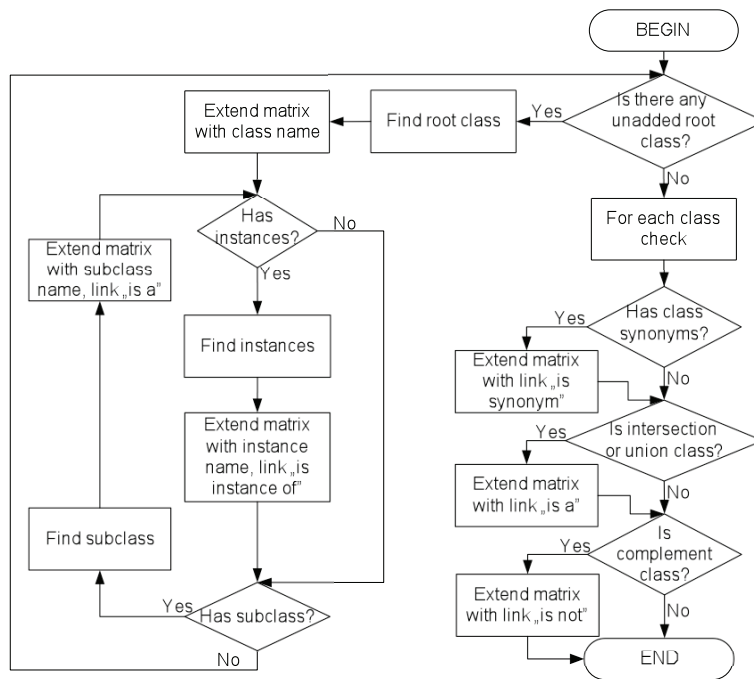 BEGIN
Is there any
unadded root
class?
Yes
Find root class
Extend matrix
with class name
No
For each class
check
Has
instances?
No
Yes
Extend matrix
with subclass
name, link „is a”
Has class
synonyms?
Yes
No
Find instances
Extend matrix
with link „is
synonym”
Extend matrix
with instance
name, link „is
instance of”
Is intersection
or union class?
Yes
No
Extend matrix
with link „is a”
Find subclass
Is
complement
class?
Yes
No
Extend matrix
with link „is not”
Has subclass?
Yes
No
END